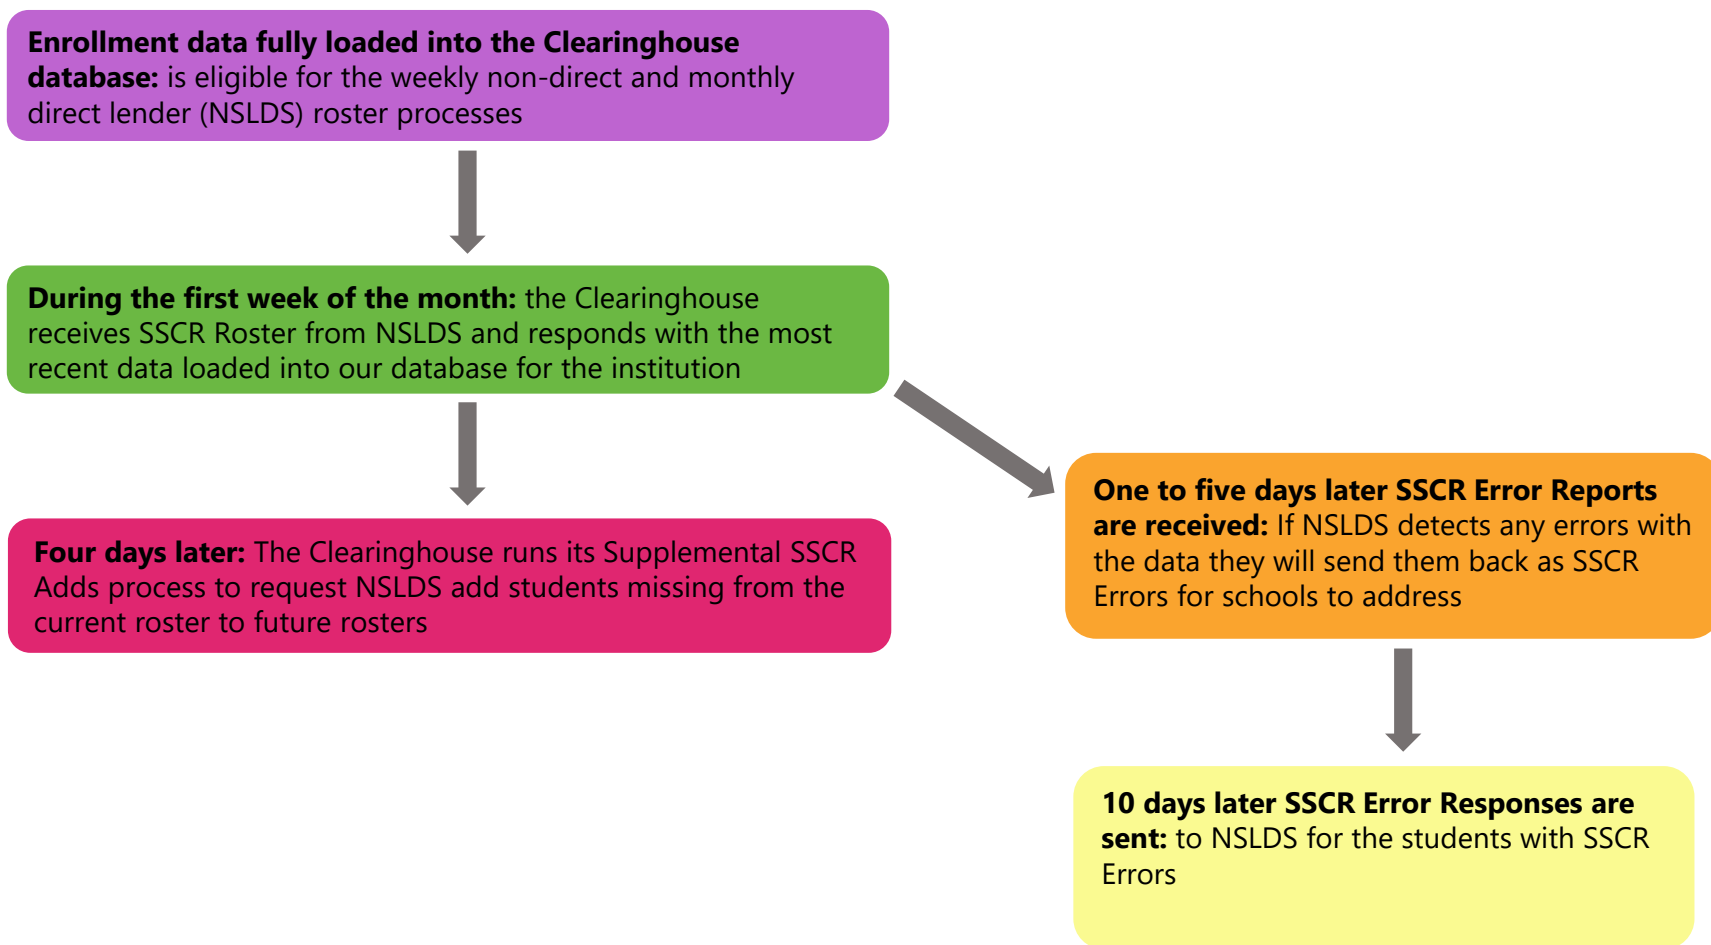 Enrollment data fully loaded into the Clearinghouse
database: is eligible for the weekly non-direct and monthly
direct lender (NSLDS) roster processes
During the first week of the month: the Clearinghouse
receives SSCR Roster from NSLDS and responds with the most
recent data loaded into our database for the institution
Four days later: The Clearinghouse runs its Supplemental SSCR
Adds process to request NSLDS add students missing from the
current roster to future rosters
One to five days later SSCR Error Reports
are received: If NSLDS detects any errors with
the data they will send them back as SSCR
Errors for schools to address
10 days later SSCR Error Responses are
sent: to NSLDS for the students with SSCR
Errors